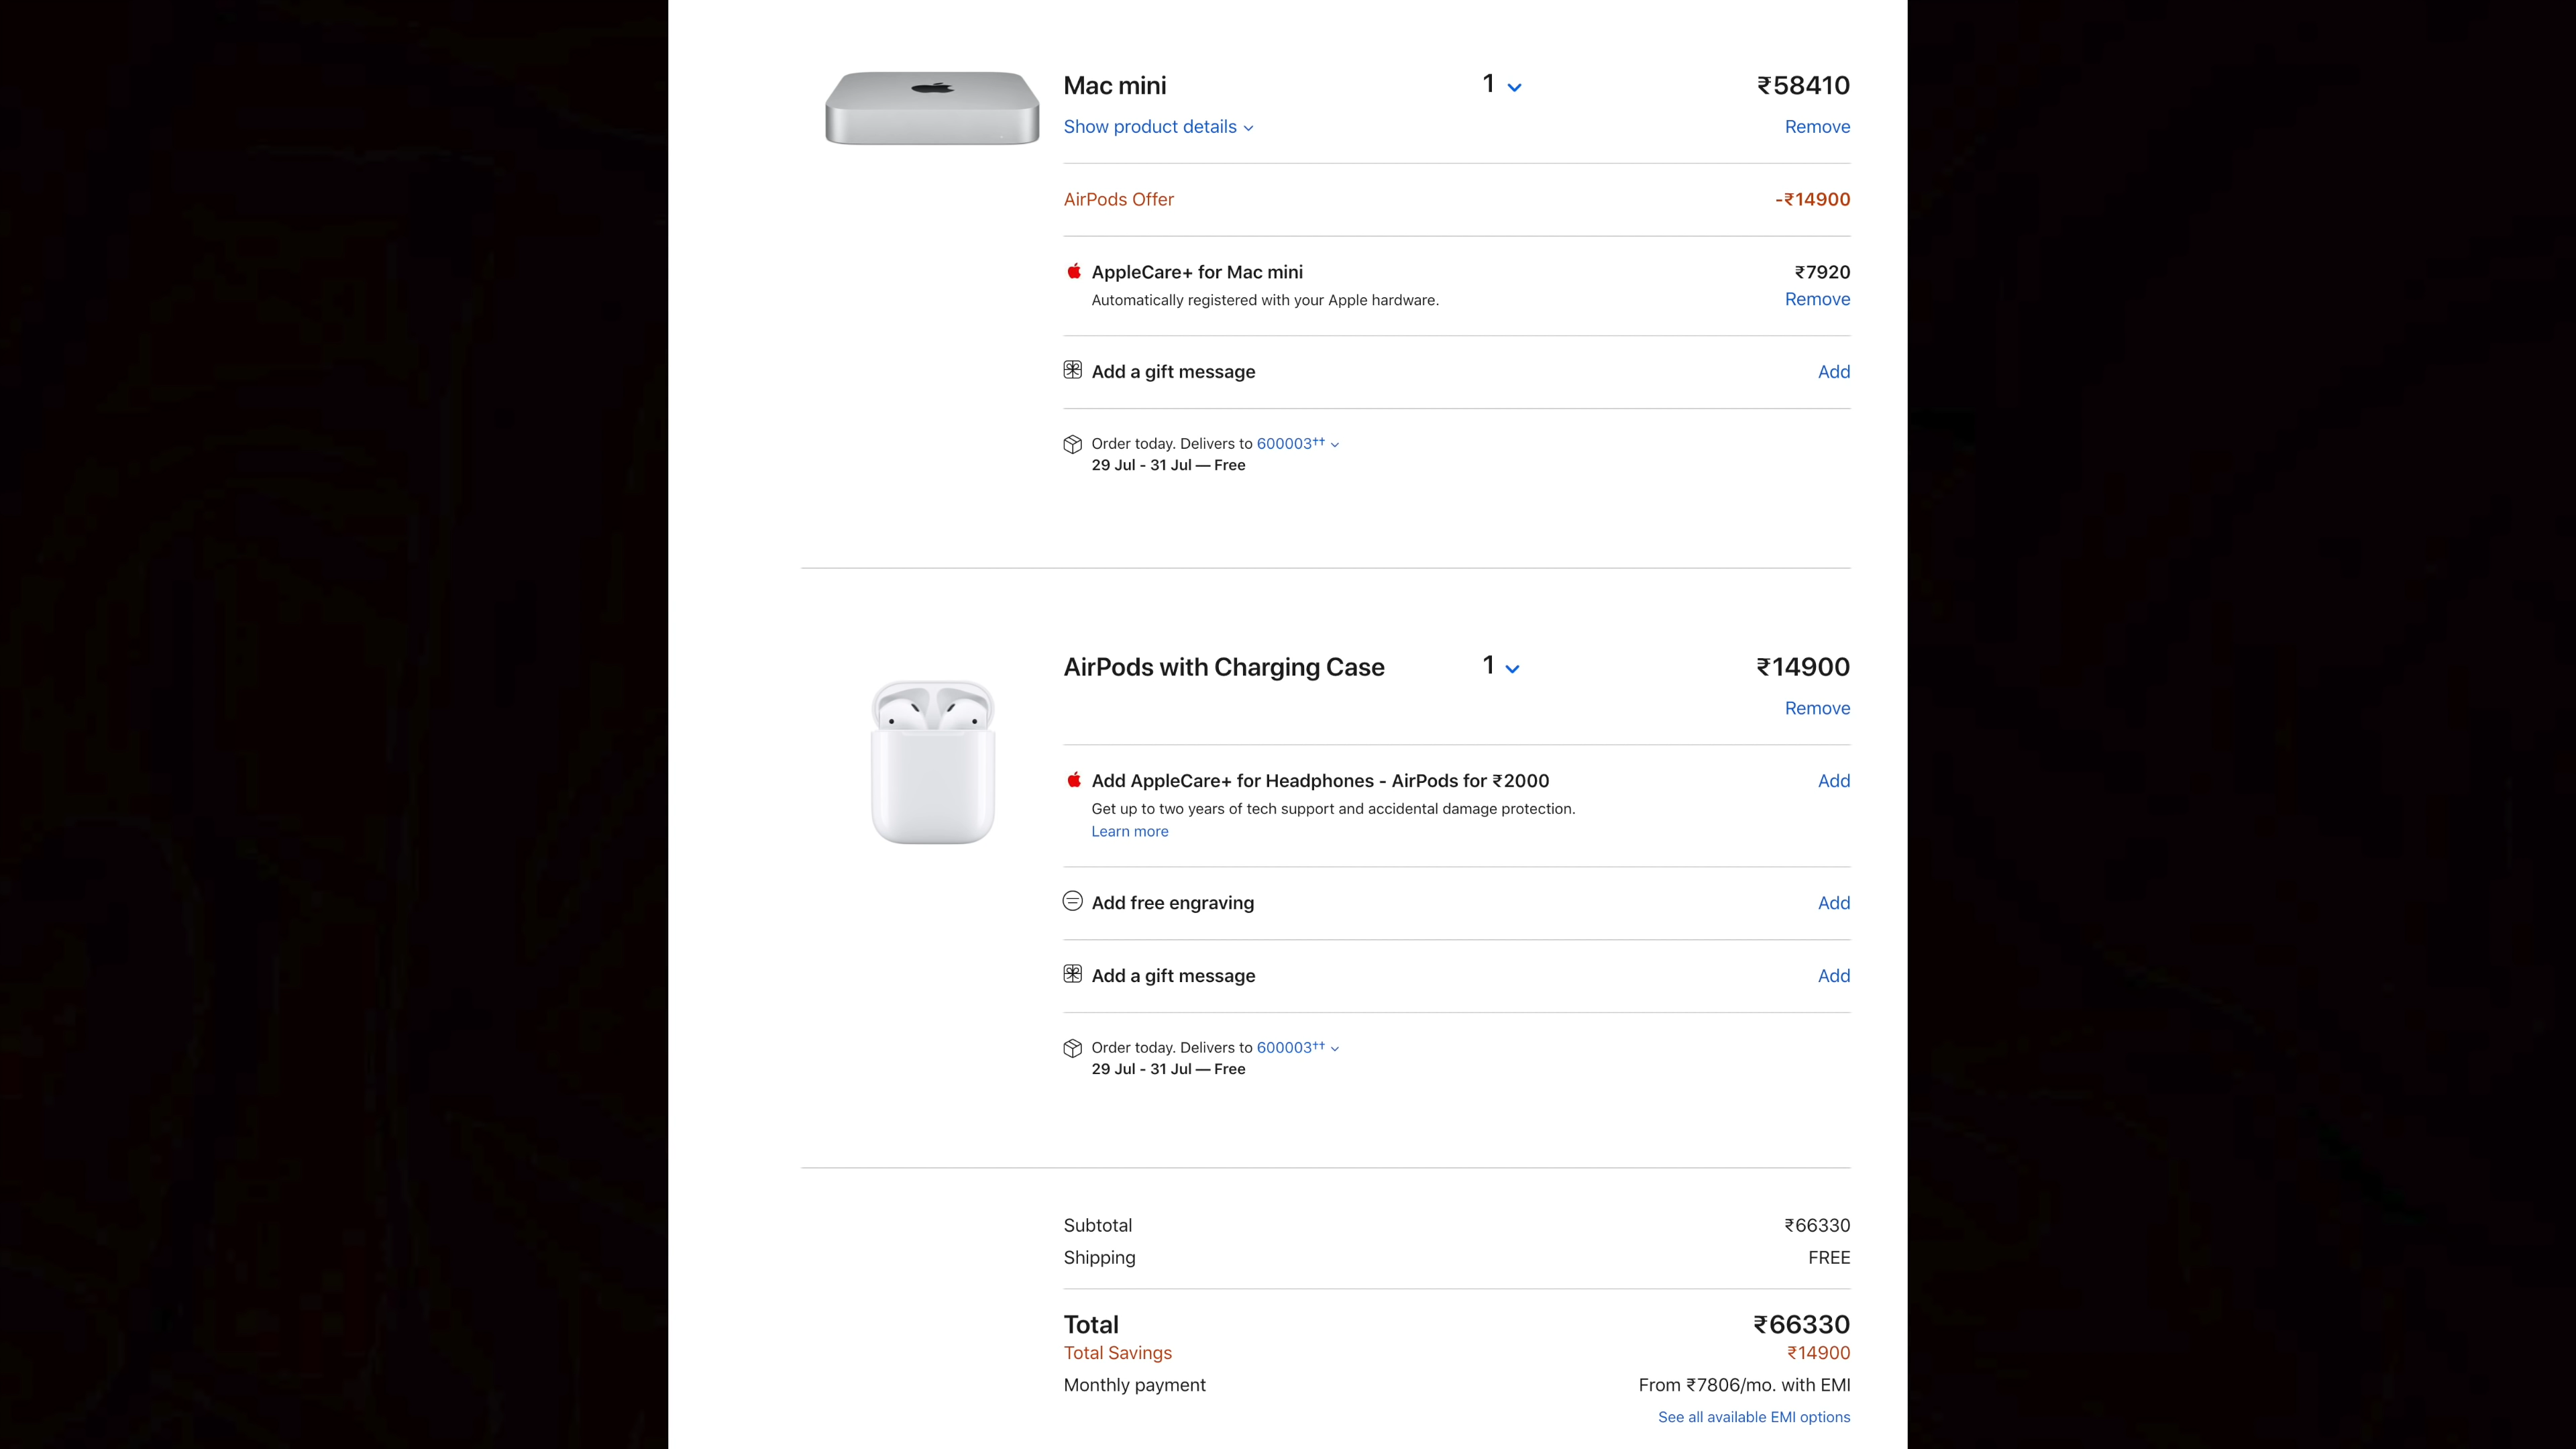 Mac mini 1 ₹58410
Show product details Remove
AirPods Offer -₹14900
AppleCare+ for Mac mini ₹7920
Automatically registered with your Apple hardware. Remove
Add a gift message Add
Order today. Delivers to 600003††
29 Jul - 31 Jul — Free
AirPods with Charging Case 1 ₹14900
Remove
Add AppleCare+ for Headphones - AirPods for ₹2000 Add
Get up to two years of tech support and accidental damage protection.
Learn more
Add free engraving Add
Add a gift message Add
Order today. Delivers to 600003††
29 Jul - 31 Jul — Free
Subtotal ₹66330
Shipping FREE
Total ₹66330
Total Savings ₹14900
Monthly payment From ₹7806/mo. with EMI
See all available EMI options